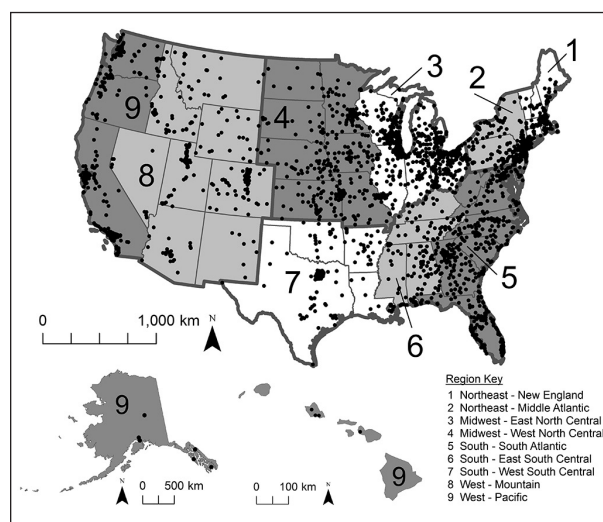 1
2
3
4
9
8
7
5
6
0 1,000 km
N
Region Key
1 Northeast - New England
2 Northeast - Middle Atlantic
3 Midwest - East North Central
4 Midwest - West North Central
5 South - South Atlantic
6 South - East South Central
7 South - West South Central
8 West - Mountain
9 West - Pacific
9
N
0 500 km
N
0 100 km
9